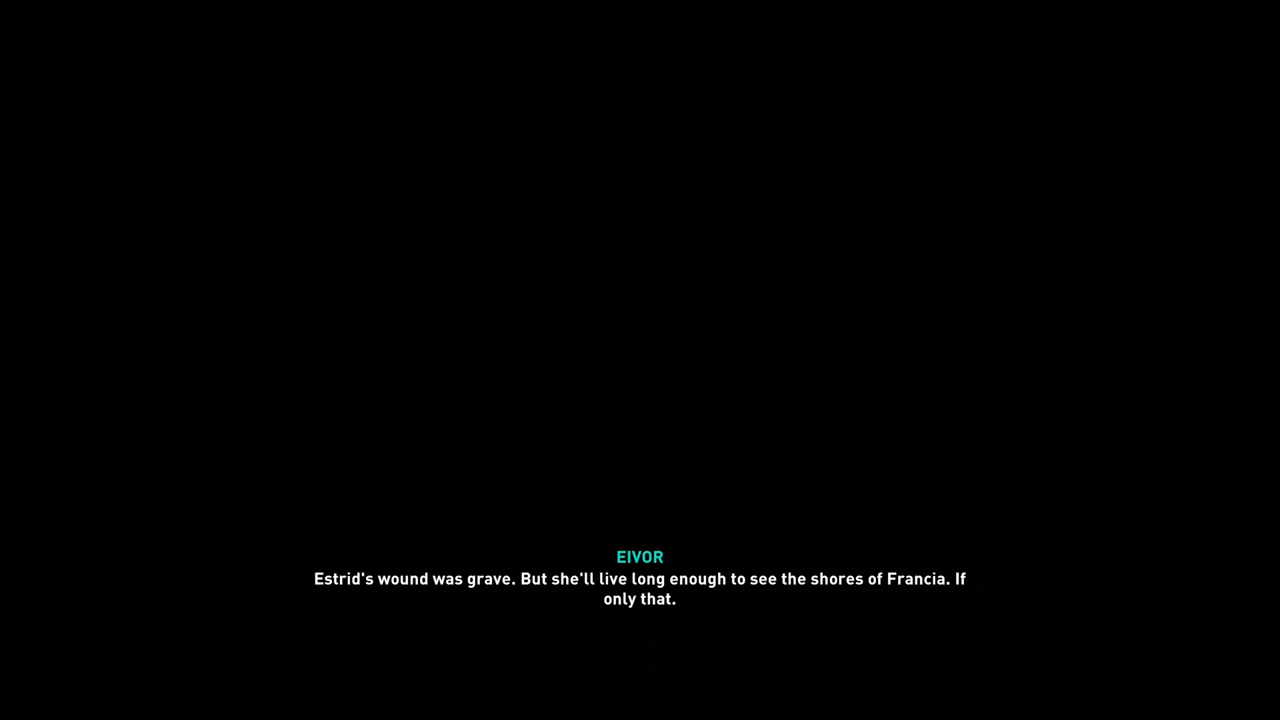 EIVOR
Estrid's wound was grave. But she'll live long enough to see the shores of Francia. If
only that.